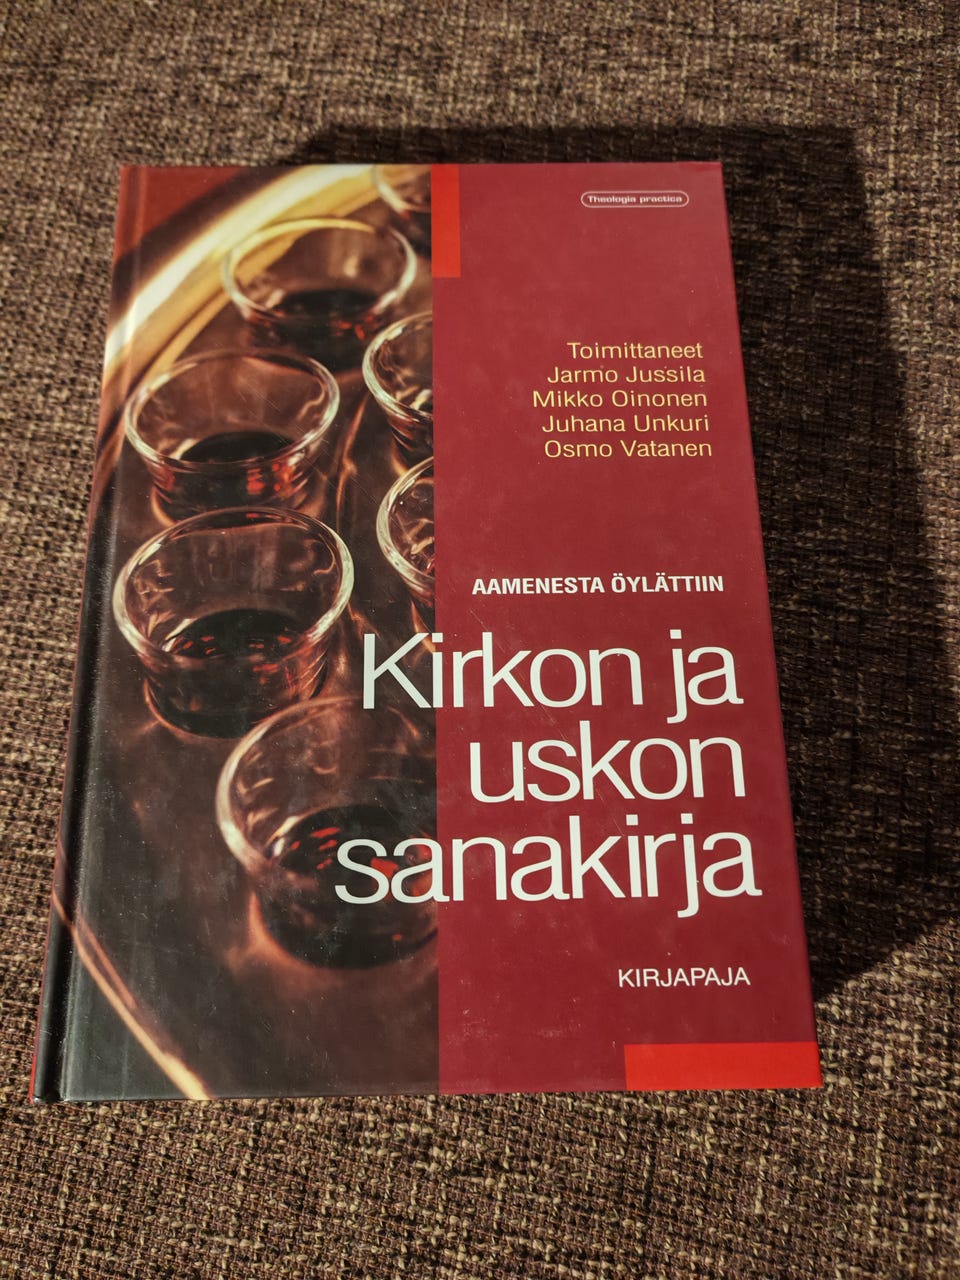 Theologia practica
Toimittaneet
Jarmo Jussila
Mikko Oinonen
Juhana Unkuri
Osmo Vatanen
AAMENESTA ÖYLÄTTIIN
Kirkon ja
uskon
sanakirja
KIRJAPAJA